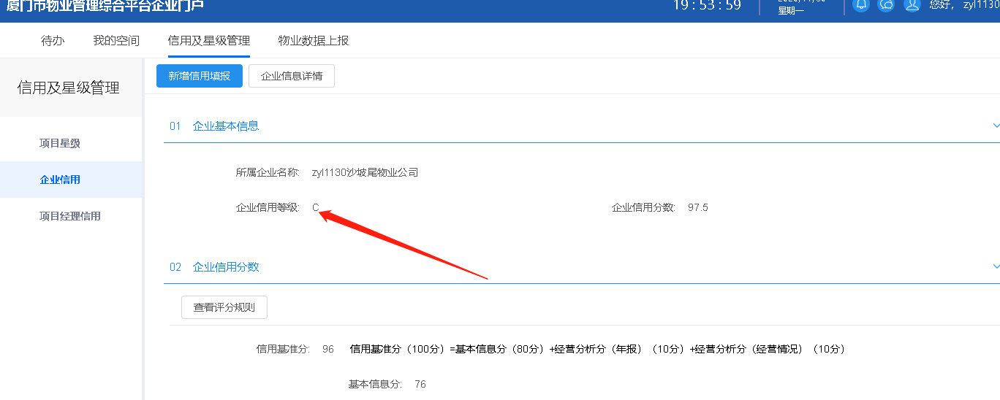 厦门市物业管理综合平台企业门户
19:53:59
星期一
您好, zyl1130
待办 我的空间 信用及星级管理 物业数据上报
信用及星级管理
新增信用填报 企业信息详情
01 企业基本信息
项目星级
所属企业名称: zyl1130沙坡尾物业公司
企业信用
企业信用等级: C 企业信用分数: 97.5
项目经理信用
02 企业信用分数
查看评分规则
信用基准分: 96 信用基准分（100分）=基本信息分（80分）+经营分析分（年报）（10分）+经营分析分（经营情况）（10分）
基本信息分: 76